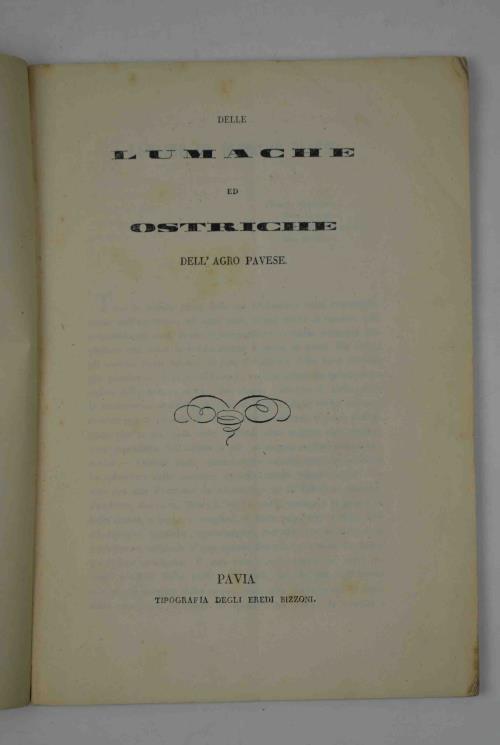 DELLE
LUMACHE
ED
OSTRICHE
DELL' AGRO PAVESE.
PAVIA
TIPOGRAFIA DEGLI EREDI BIZZONI.